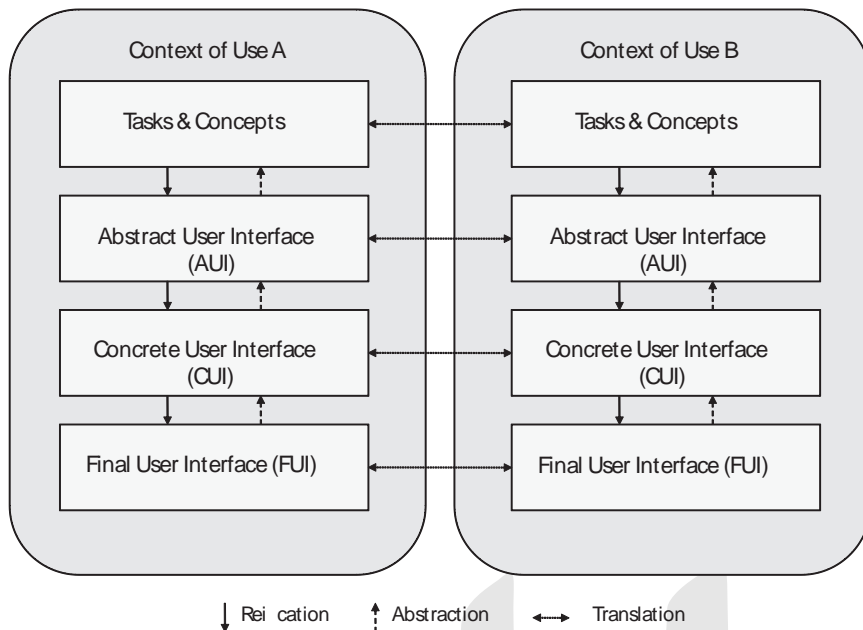 Context of Use A
Tasks & Concepts
Abstract User Interface
(AUI)
Concrete User Interface
(CUI)
Final User Interface (FUI)
Context of Use B
Tasks & Concepts
Abstract User Interface
(AUI)
Concrete User Interface
(CUI)
Final User Interface (FUI)
Rei cation Abstraction Translation